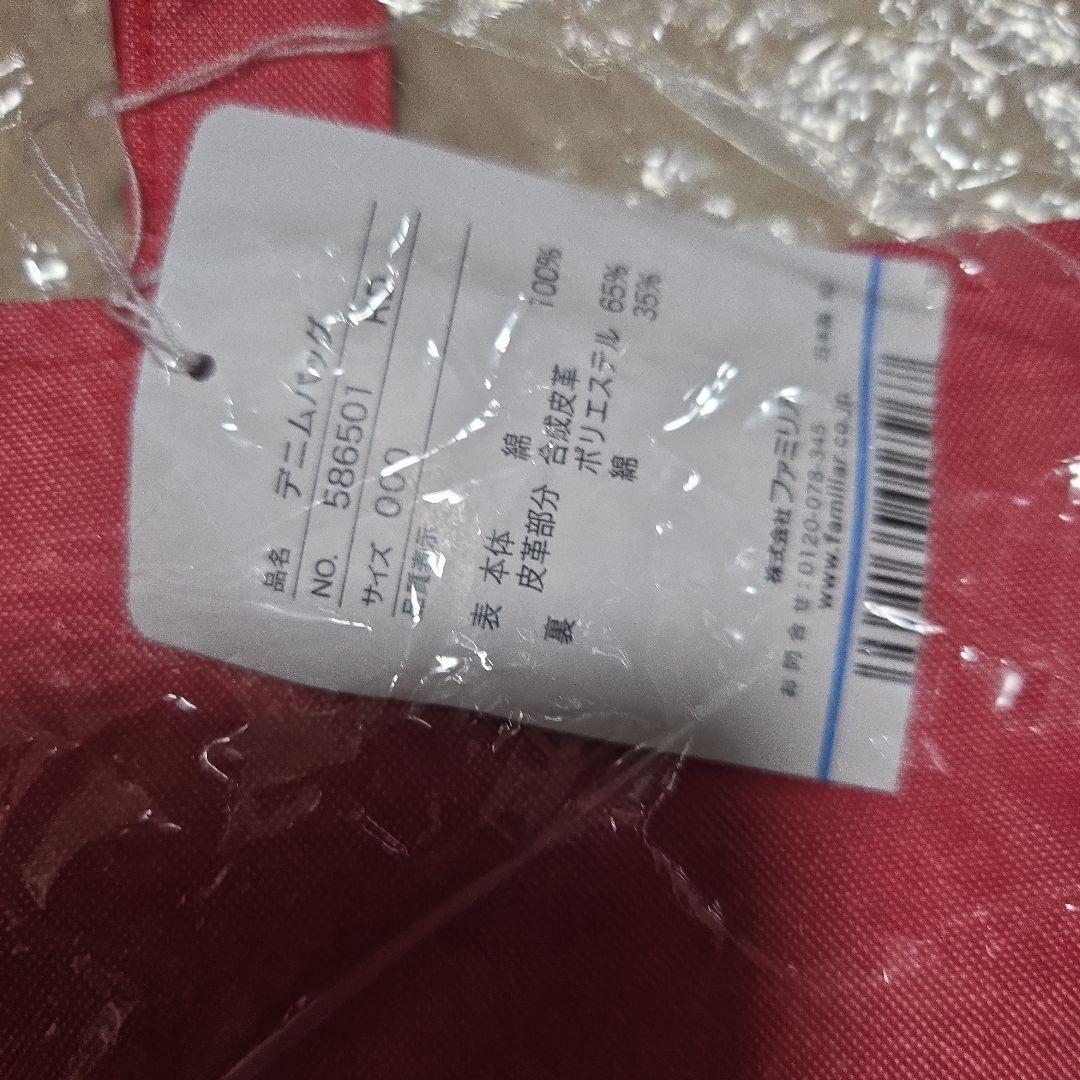 品名 デニムバッグ
NO. 586501
サイズ 000
品質表示
表 本体 綿 100%
皮革部分 合成皮革
裏 ポリエステル 65%
綿 35%
株式会社ファミリア
お問合せ:0120-078-345
www.familiar.co.jp